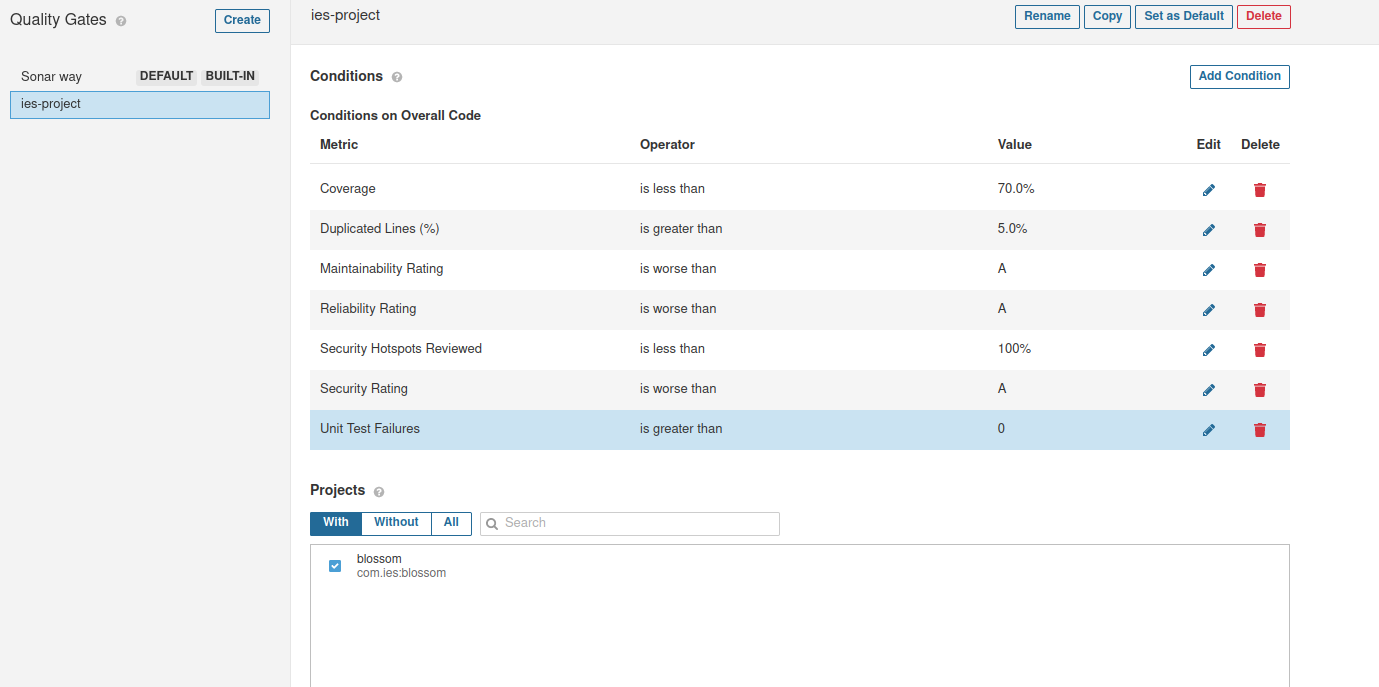 Quality Gates
Create
Sonar way DEFAULT BUILT-IN
ies-project
ies-project
Rename Copy Set as Default Delete
Conditions
Add Condition
Conditions on Overall Code
Metric Operator Value Edit Delete
Coverage is less than 70.0%
Duplicated Lines (%) is greater than 5.0%
Maintainability Rating is worse than A
Reliability Rating is worse than A
Security Hotspots Reviewed is less than 100%
Security Rating is worse than A
Unit Test Failures is greater than 0
Projects
With Without All Search
blossom
com.ies:blossom